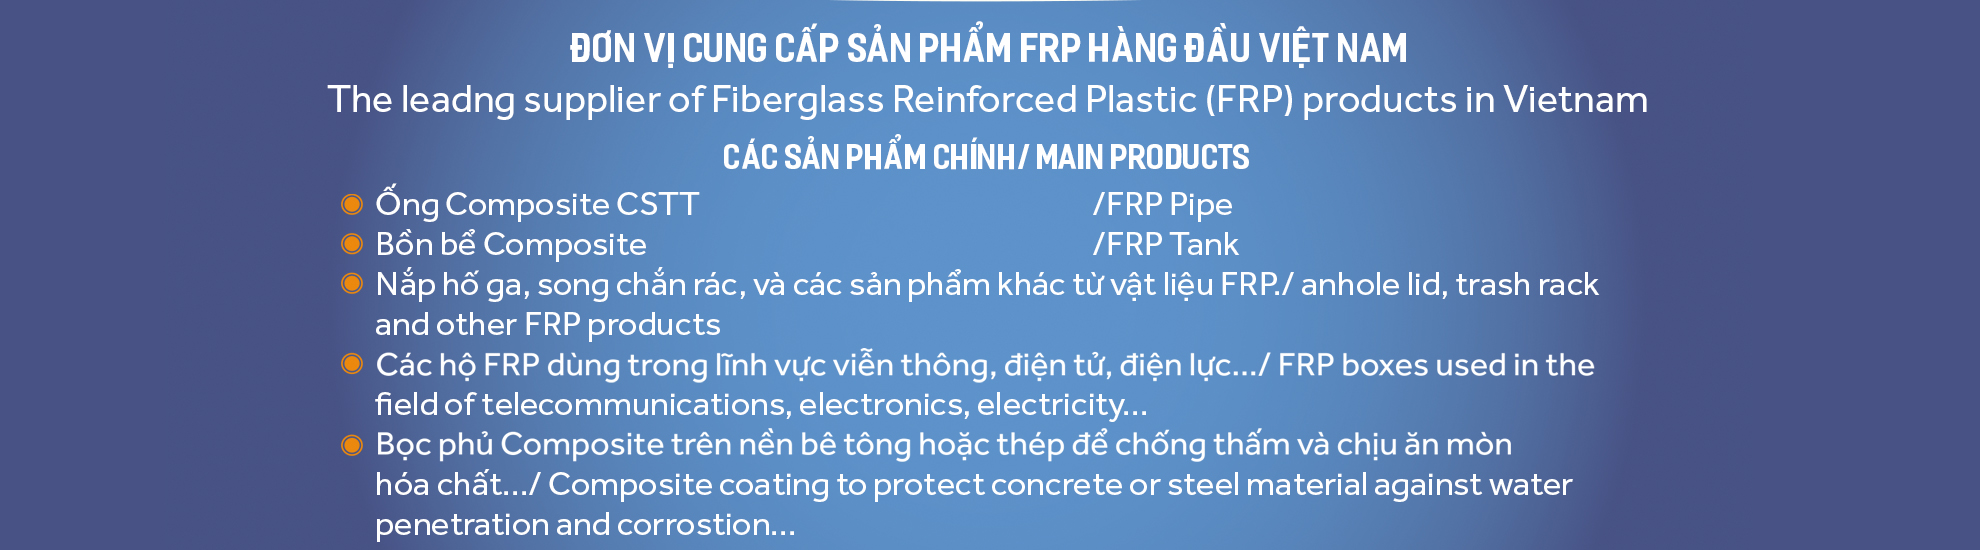 ĐƠN VỊ CUNG CẤP SẢN PHẨM FRP HÀNG ĐẦU VIỆT NAM
The leadng supplier of Fiberglass Reinforced Plastic (FRP) products in Vietnam
CÁC SẢN PHẨM CHÍNH/ MAIN PRODUCTS
Ống Composite CSTT /FRP Pipe
Bồn bể Composite /FRP Tank
Nắp hố ga, song chắn rác, và các sản phẩm khác từ vật liệu FRP./ anhole lid, trash rack
and other FRP products
Các hộ FRP dùng trong lĩnh vực viễn thông, điện tử, điện lực.../ FRP boxes used in the
field of telecommunications, electronics, electricity...
Bọc phủ Composite trên nền bê tông hoặc thép để chống thấm và chịu ăn mòn
hóa chất.../ Composite coating to protect concrete or steel material against water
penetration and corrostion...